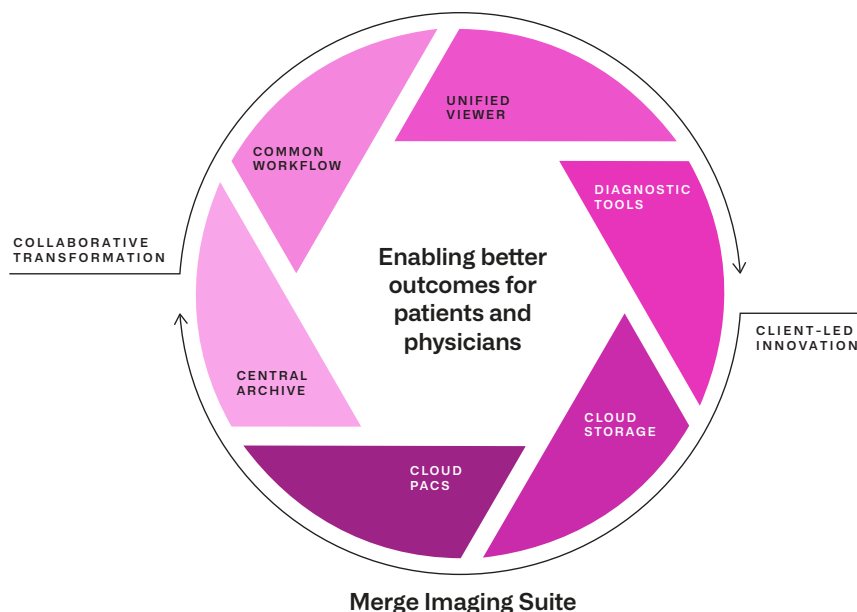 UNIFIED
VIEWER
COMMON
WORKFLOW
DIAGNOSTIC
TOOLS
COLLABORATIVE
TRANSFORMATION
Enabling better
outcomes for
patients and
physicians
CLIENT-LED
INNOVATION
CENTRAL
ARCHIVE
CLOUD
STORAGE
CLOUD
PACS
Merge Imaging Suite